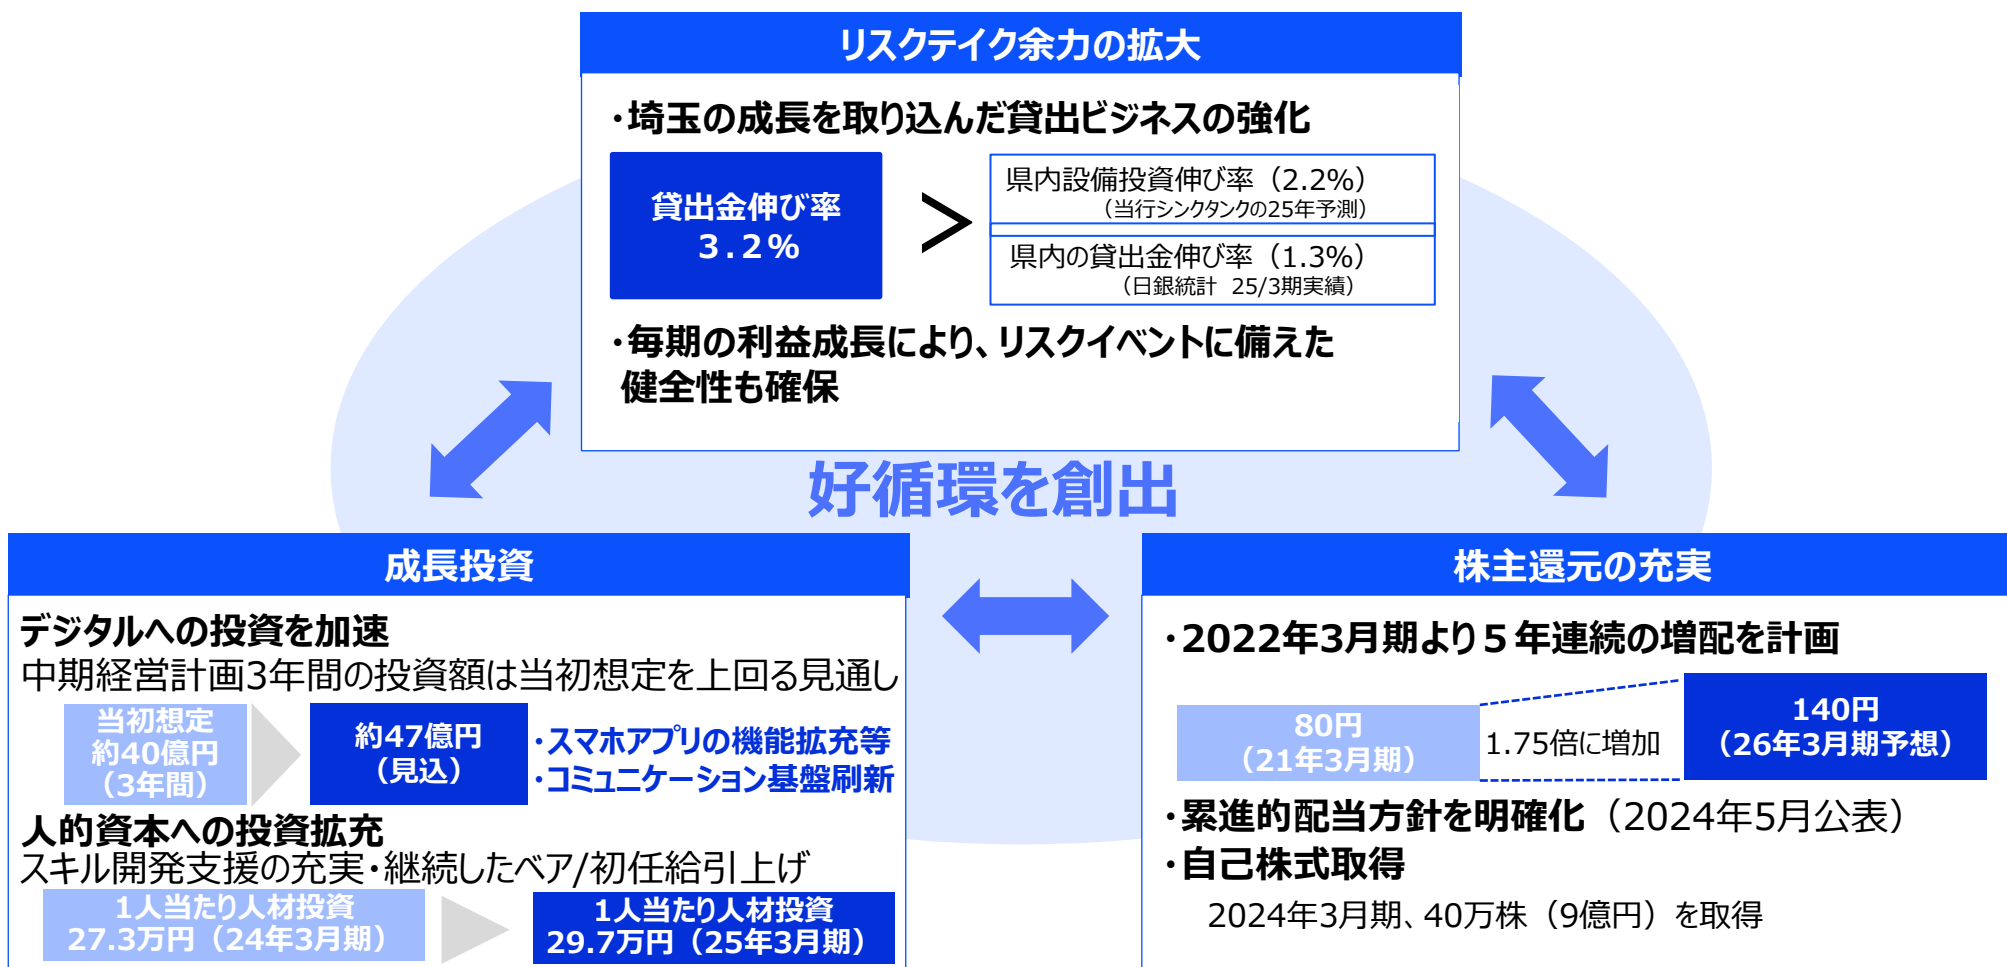 リスクテイク余力の拡大
・埼玉の成長を取り込んだ貸出ビジネスの強化
貸出金伸び率
3.2%
>
県内設備投資伸び率（2.2%）
（当行シンクタンクの25年予測）
県内の貸出金伸び率（1.3%）
（日銀統計 25/3期実績）
・毎期の利益成長により、リスクイベントに備えた
健全性も確保
好循環を創出
成長投資
デジタルへの投資を加速
中期経営計画3年間の投資額は当初想定を上回る見通し
当初想定
約40億円
（3年間）
約47億円
（見込）
・スマホアプリの機能拡充等
・コミュニケーション基盤刷新
人的資本への投資拡充
スキル開発支援の充実・継続したベア/初任給引上げ
1人当たり人材投資
27.3万円（24年3月期）
1人当たり人材投資
29.7万円（25年3月期）
株主還元の充実
・2022年3月期より５年連続の増配を計画
80円
（21年3月期）
1.75倍に増加
140円
（26年3月期予想）
・累進的配当方針を明確化（2024年5月公表）
・自己株式取得
2024年3月期、40万株（9億円）を取得